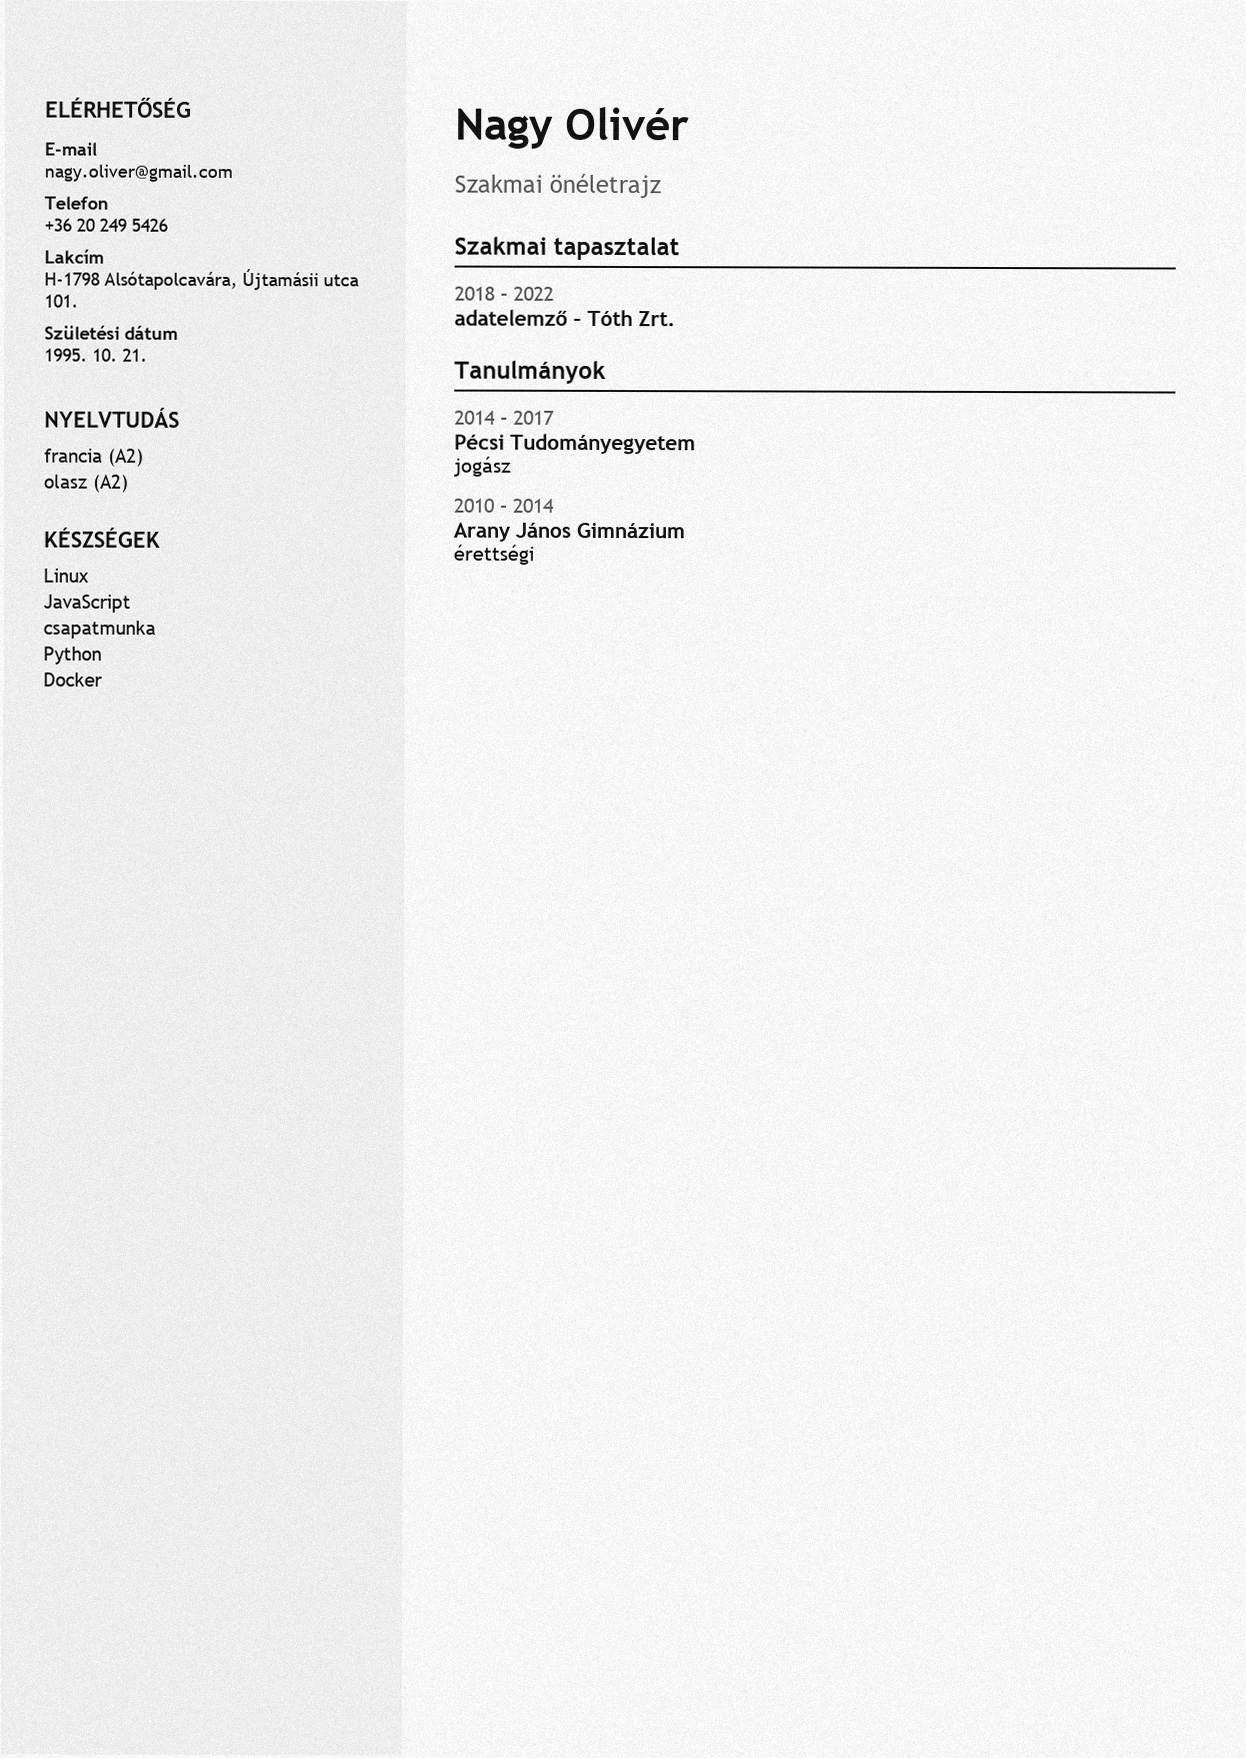 ELÉRHETŐSÉG
E-mail
nagy.oliver@gmail.com
Telefon
+36 20 249 5426
Lakcím
H-1798 Alsótapolcavára, Újtamásii utca
101.
Születési dátum
1995. 10. 21.
NYELVTUDÁS
francia (A2)
olasz (A2)
KÉSZSÉGEK
Linux
JavaScript
csapatmunka
Python
Docker
Nagy Olivér
Szakmai önéletrajz
Szakmai tapasztalat
2018 - 2022
adatelemző - Tóth Zrt.
Tanulmányok
2014 - 2017
Pécsi Tudományegyetem
jogász
2010 - 2014
Arany János Gimnázium
érettségi